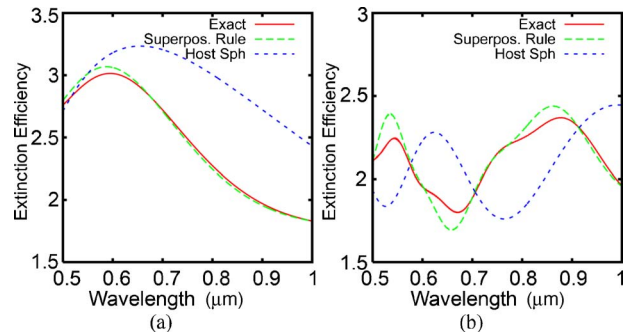 Exact
Superpos. Rule
Host Sph
Extinction Efficiency
3.5
3
2.5
2
1.5
0.5 0.6 0.7 0.8 0.9 1
Wavelength (μm)
(a)
Exact
Superpos. Rule
Host Sph
Extinction Efficiency
3
2.5
2
1.5
0.5 0.6 0.7 0.8 0.9 1
Wavelength (μm)
(b)